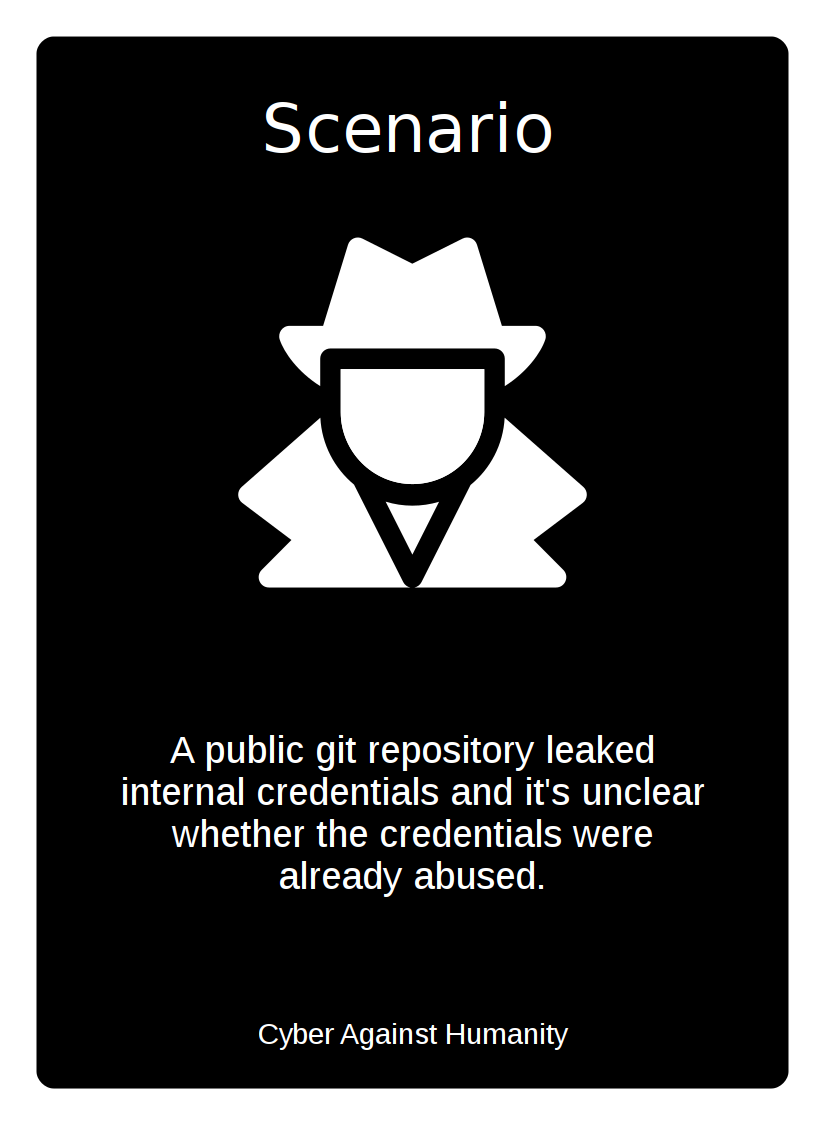 Scenario
A public git repository leaked
internal credentials and it's unclear
whether the credentials were
already abused.
Cyber Against Humanity